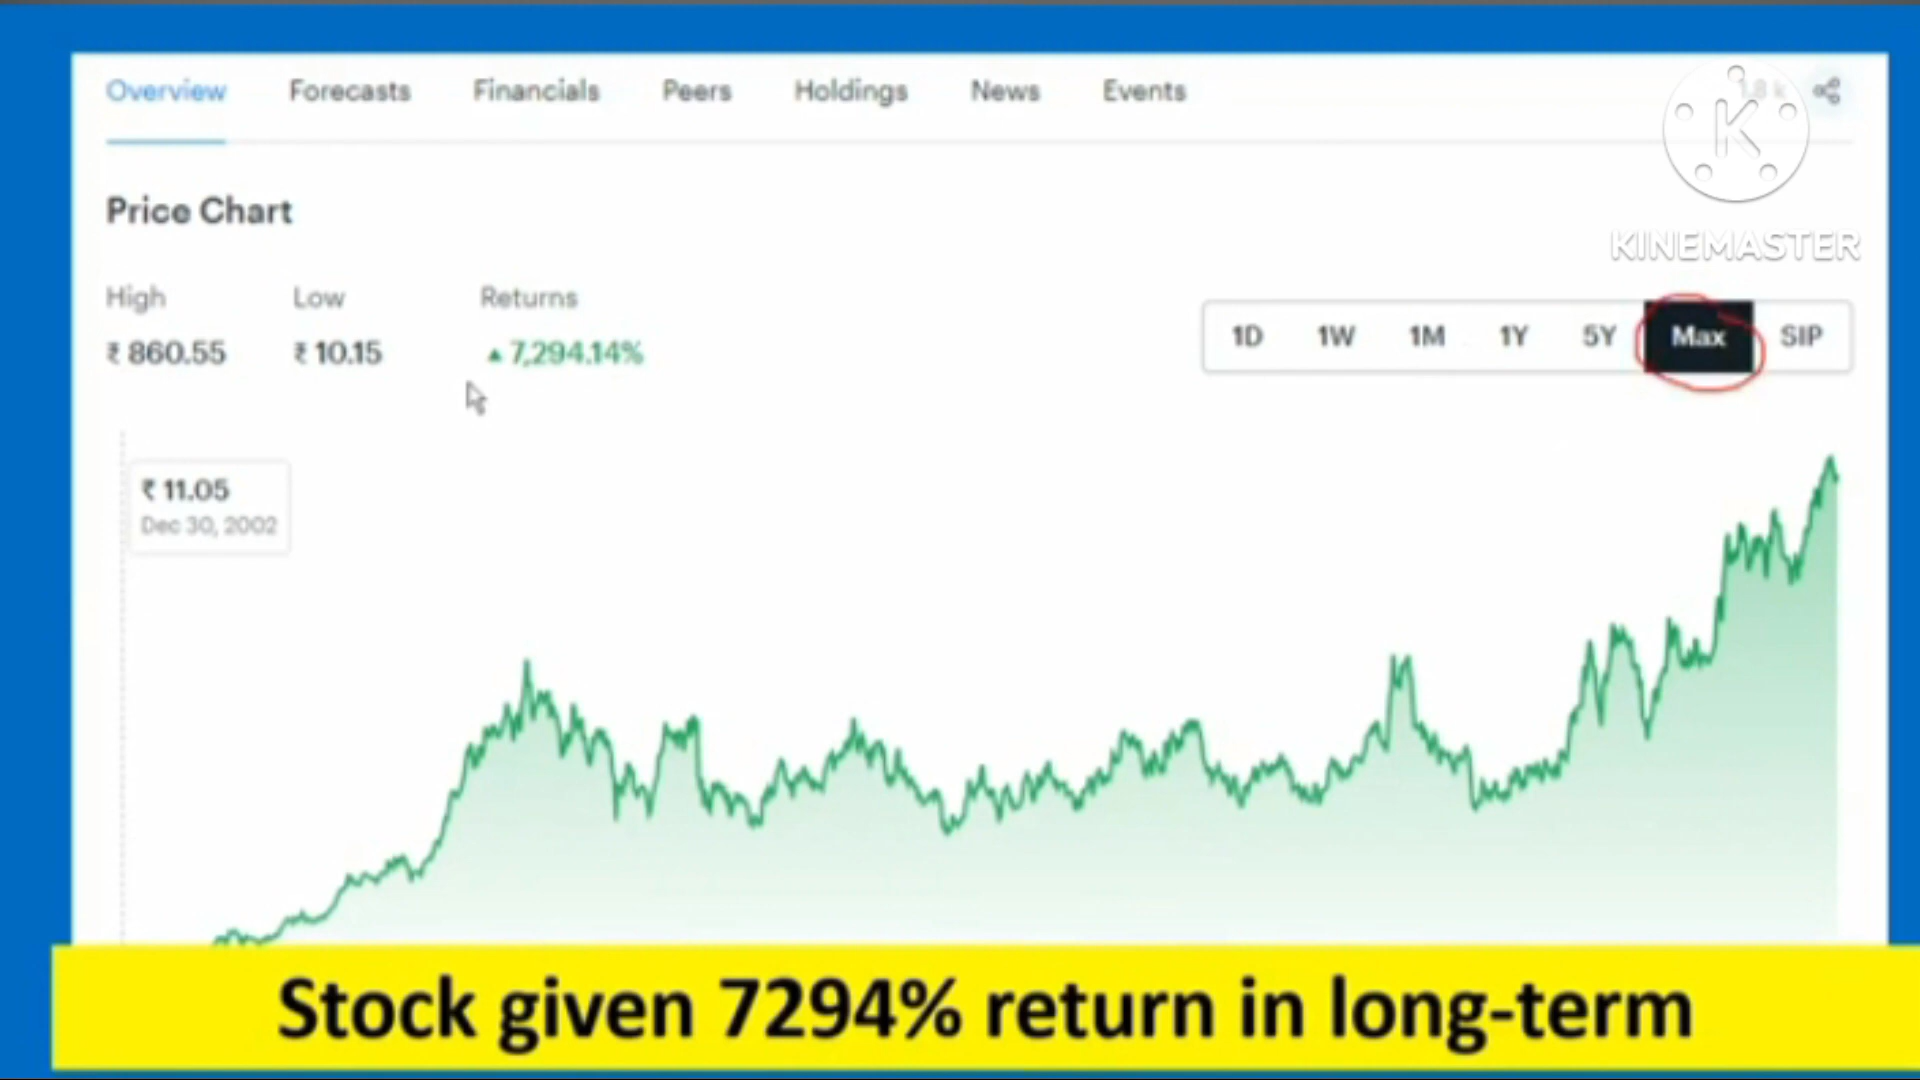 Overview Forecasts Financials Peers Holdings News Events 1.8 k
K
KINEMASTER
Price Chart
High Low Returns
₹ 860.55 ₹ 10.15 ▲ 7,294.14%
1D 1W 1M 1Y 5Y Max SIP
₹ 11.05
Dec 30, 2002
Stock given 7294% return in long-term